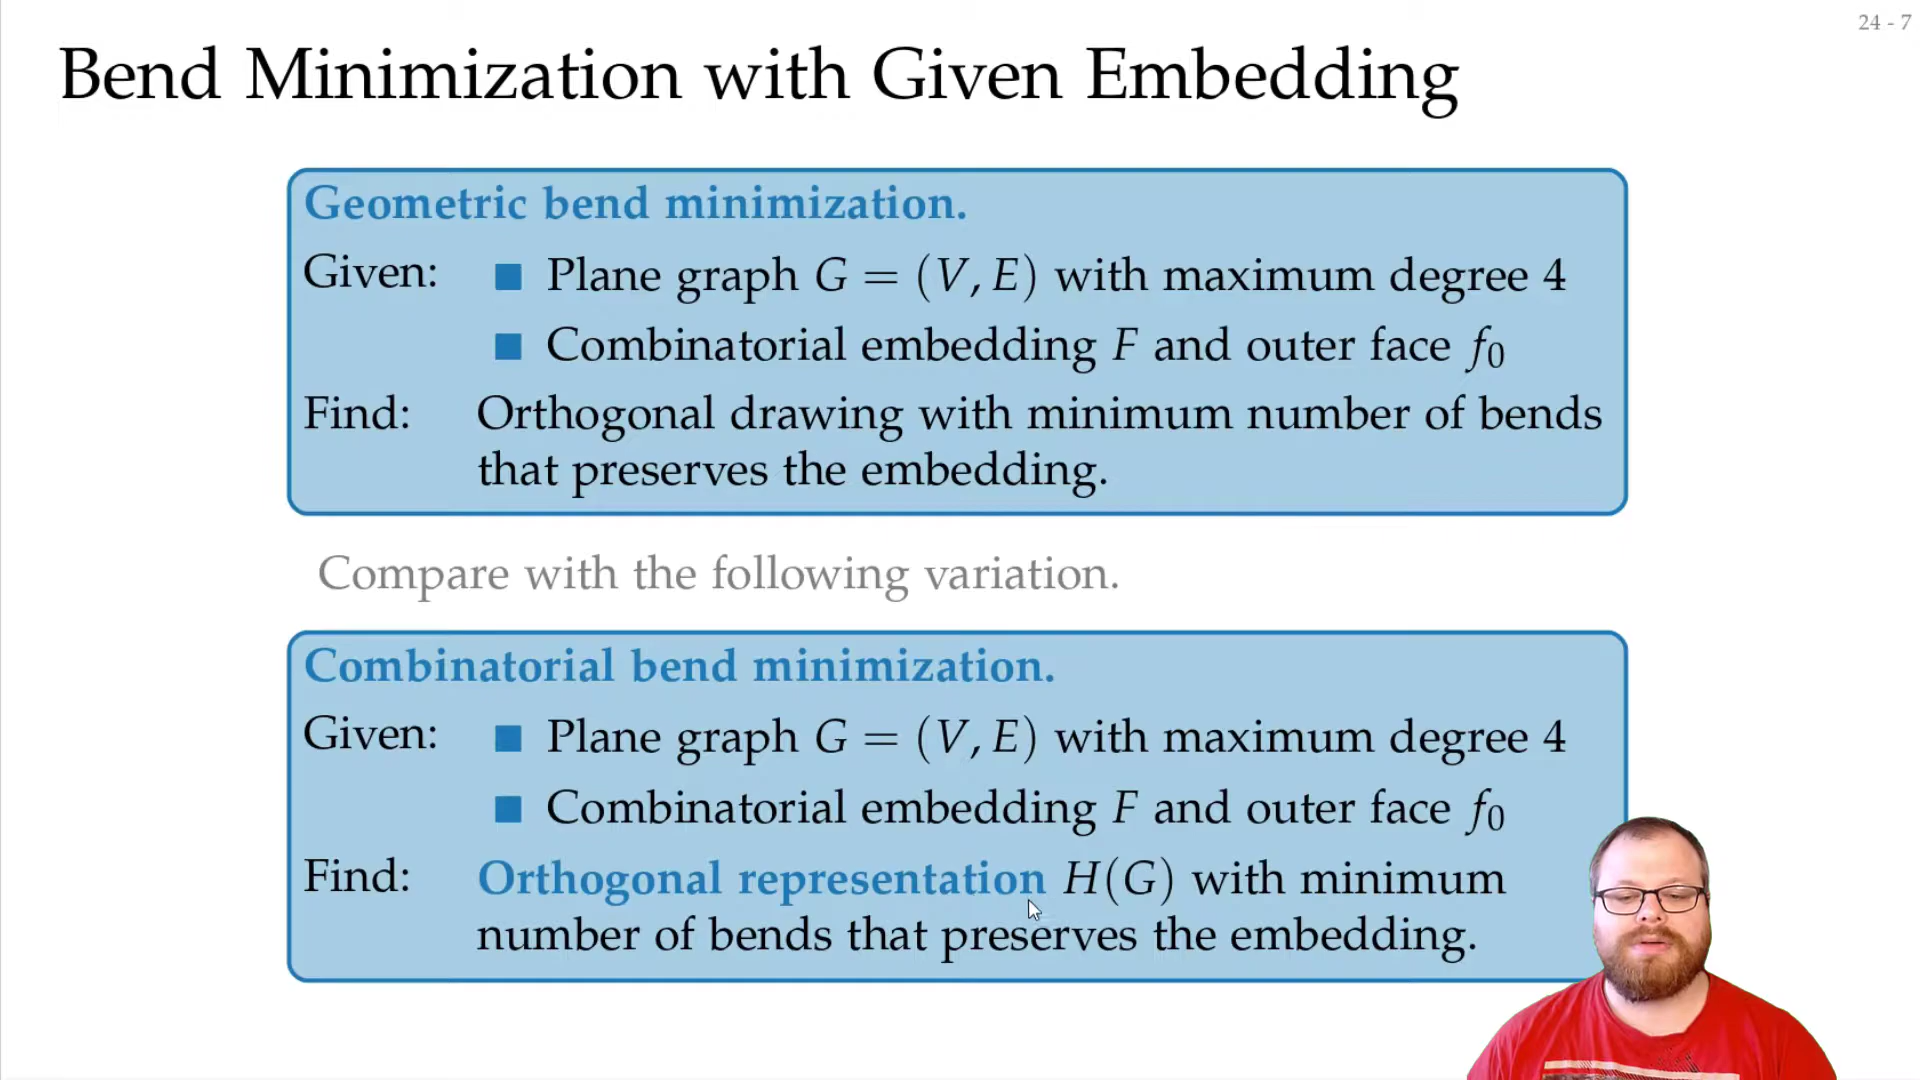 24 - 7
Bend Minimization with Given Embedding
Geometric bend minimization.
Given: ■ Plane graph G = (V, E) with maximum degree 4
■ Combinatorial embedding F and outer face f₀
Find: Orthogonal drawing with minimum number of bends
that preserves the embedding.
Compare with the following variation.
Combinatorial bend minimization.
Given: ■ Plane graph G = (V, E) with maximum degree 4
■ Combinatorial embedding F and outer face f₀
Find: Orthogonal representation H(G) with minimum
number of bends that preserves the embedding.